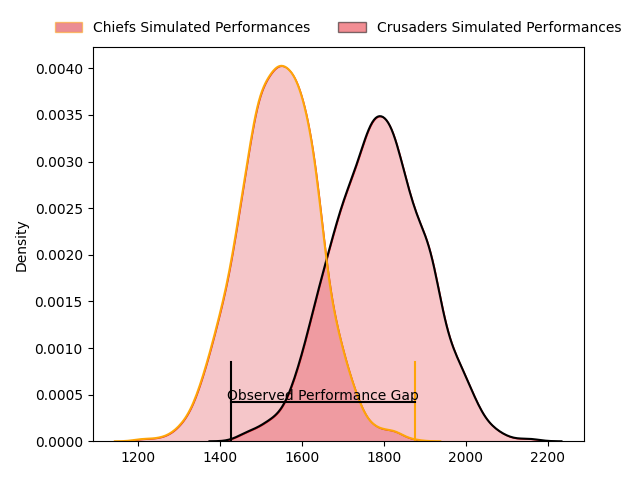 Chiefs Simulated Performances
Crusaders Simulated Performances
0.0040
0.0035
0.0030
0.0025
0.0020
0.0015
0.0010
0.0005
0.0000
Density
Observed Performance Gap
1200 1400 1600 1800 2000 2200